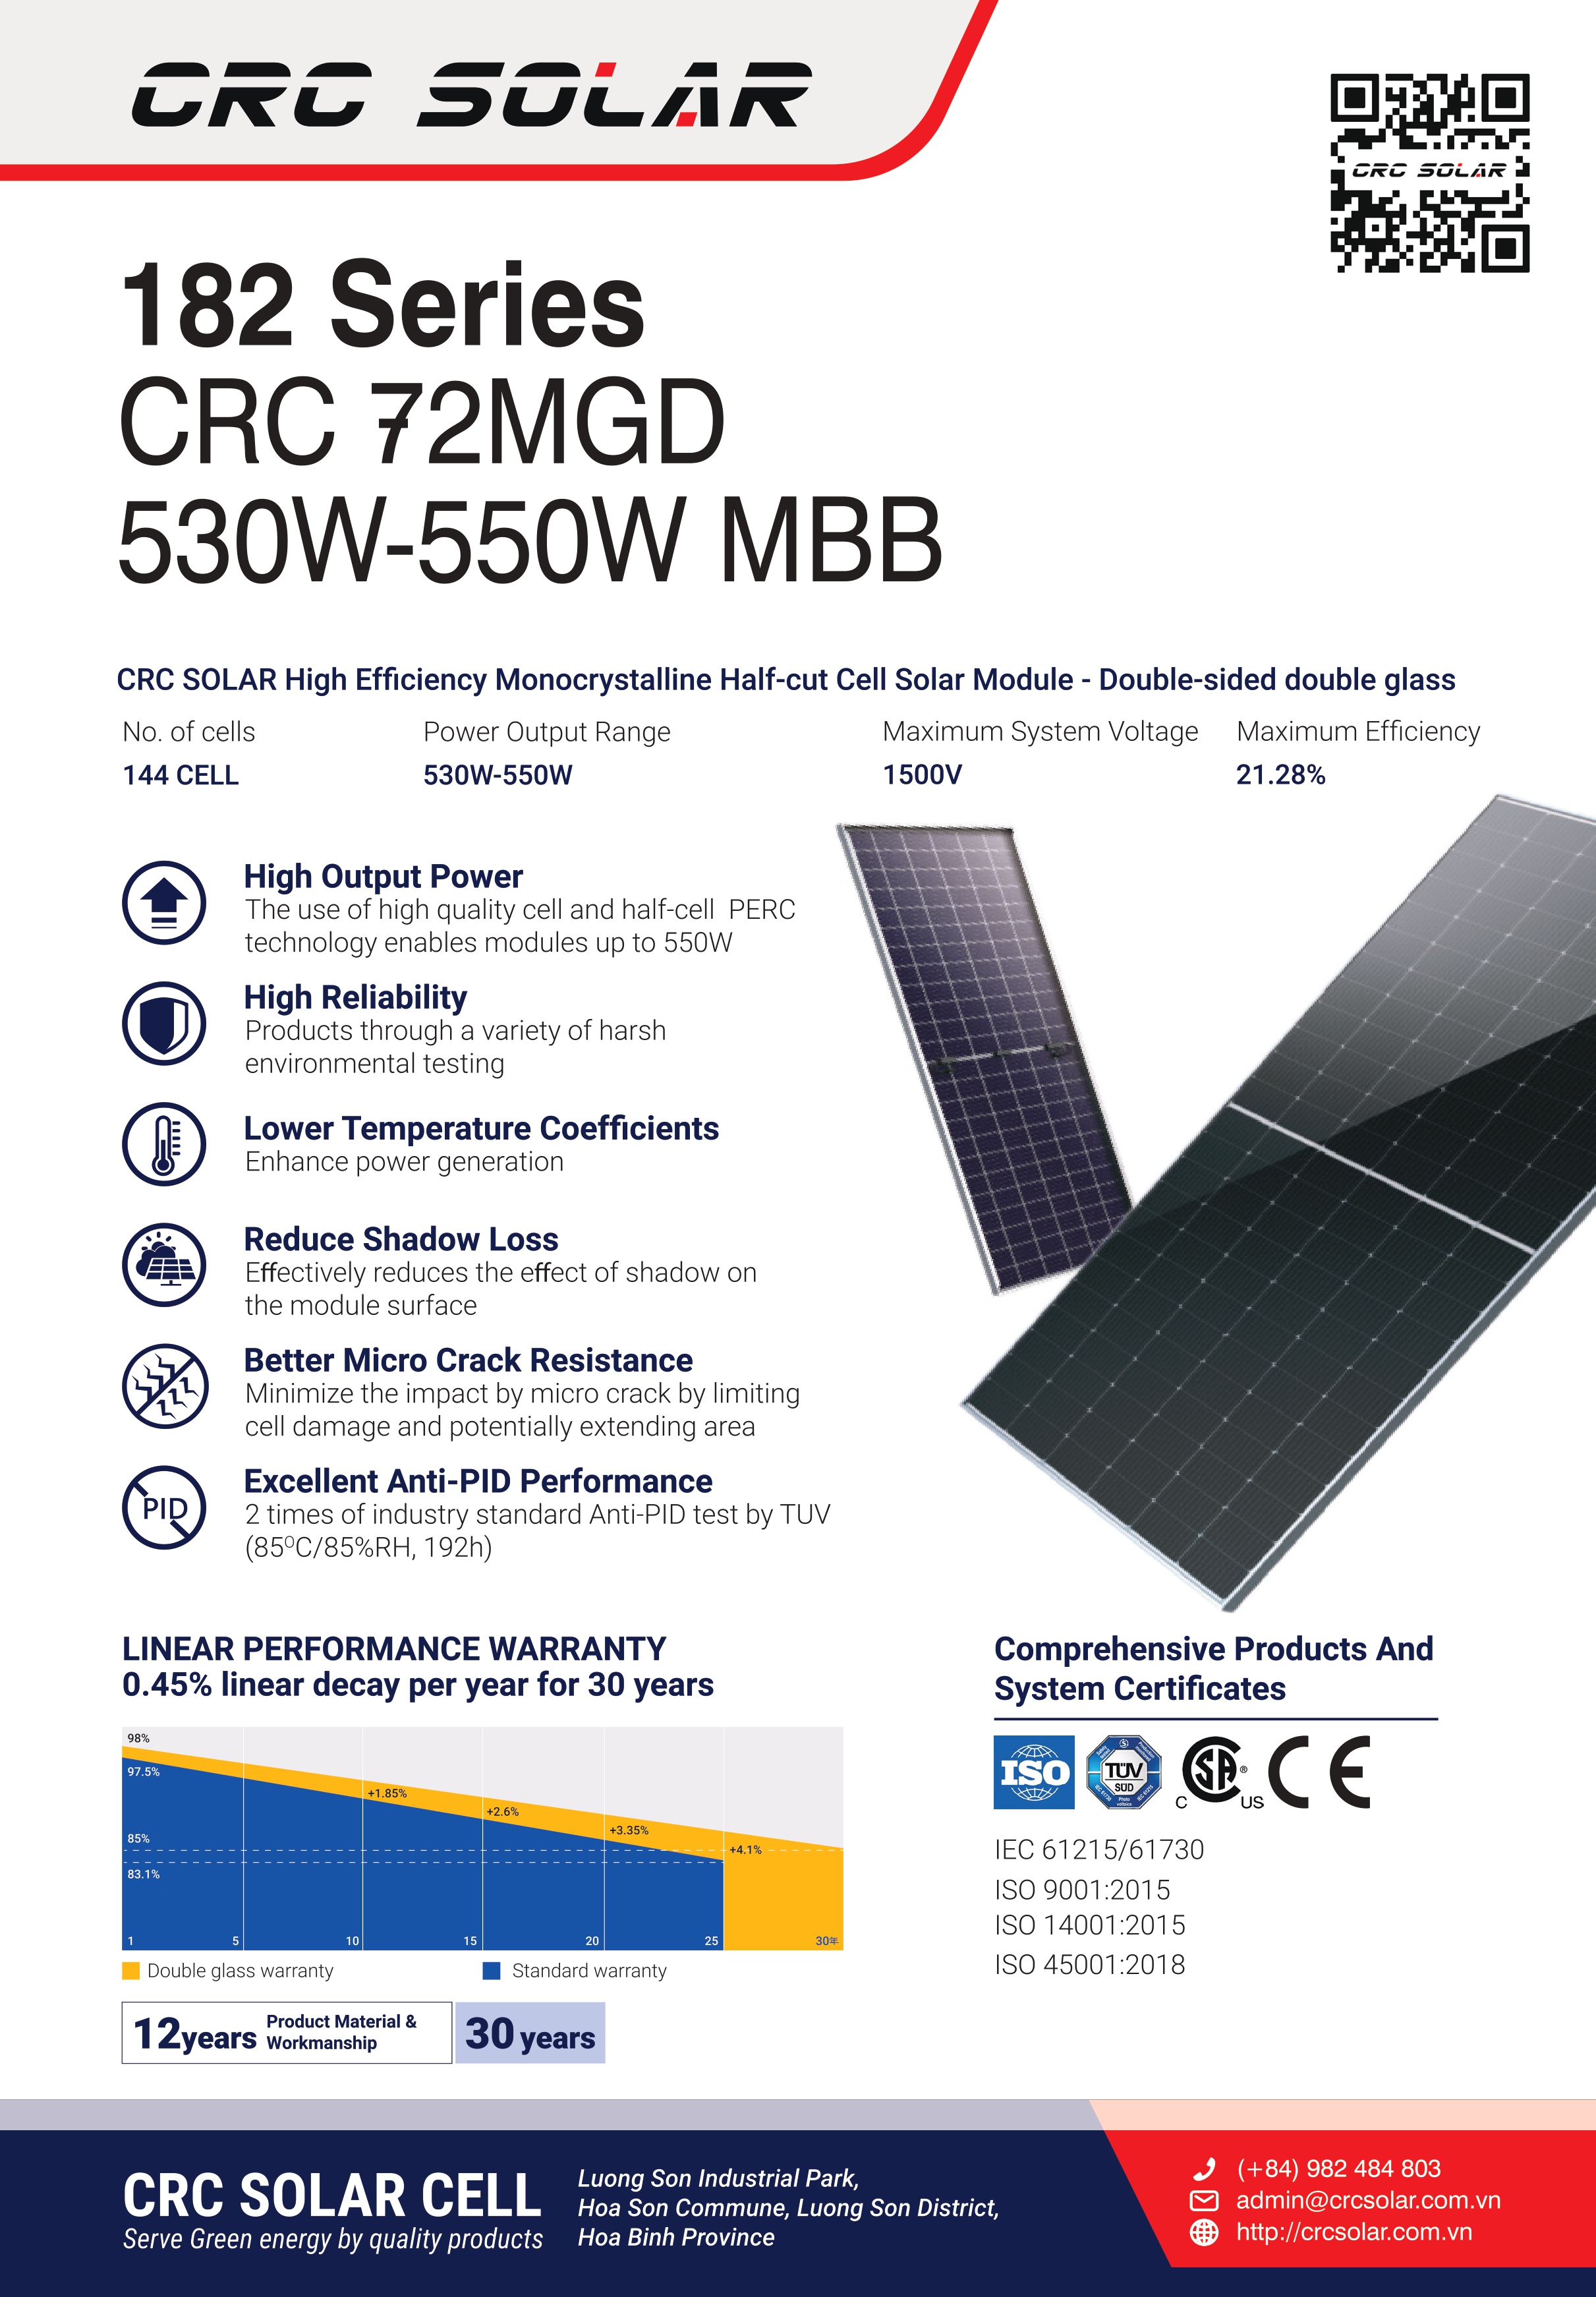 CRC SOLAR
CRC SOLAR
182 Series
CRC 72MGD
530W-550W MBB
CRC SOLAR High Efficiency Monocrystalline Half-cut Cell Solar Module - Double-sided double glass
No. of cells
144 CELL
Power Output Range
530W-550W
Maximum System Voltage
1500V
Maximum Efficiency
21.28%
High Output Power
The use of high quality cell and half-cell PERC
technology enables modules up to 550W
High Reliability
Products through a variety of harsh
environmental testing
Lower Temperature Coefficients
Enhance power generation
Reduce Shadow Loss
Effectively reduces the effect of shadow on
the module surface
Better Micro Crack Resistance
Minimize the impact by micro crack by limiting
cell damage and potentially extending area
PID
Excellent Anti-PID Performance
2 times of industry standard Anti-PID test by TUV
(85⁰C/85%RH, 192h)
LINEAR PERFORMANCE WARRANTY
0.45% linear decay per year for 30 years
98%
97.5%
+1.85%
+2.6%
+3.35%
+4.1%
85%
83.1%
1 5 10 15 20 25 30年
Double glass warranty
Standard warranty
12years Product Material &
Workmanship
30 years
Comprehensive Products And
System Certificates
ISO
TÜV
SÜD
C SA ® US
CE
IEC 61215/61730
ISO 9001:2015
ISO 14001:2015
ISO 45001:2018
CRC SOLAR CELL
Serve Green energy by quality products
Luong Son Industrial Park,
Hoa Son Commune, Luong Son District,
Hoa Binh Province
(+84) 982 484 803
admin@crcsolar.com.vn
http://crcsolar.com.vn